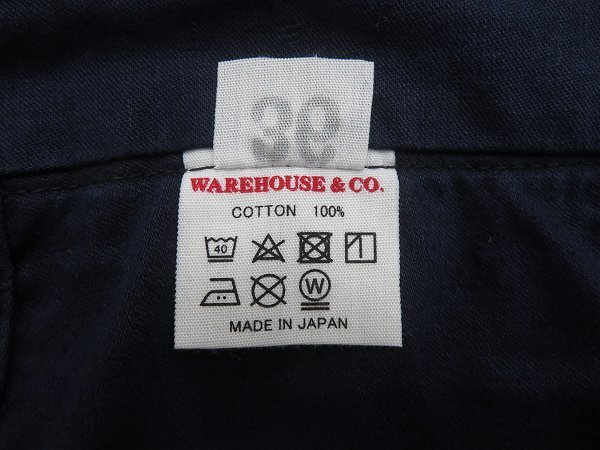 38
WAREHOUSE & CO.
COTTON 100%
40
W
MADE IN JAPAN